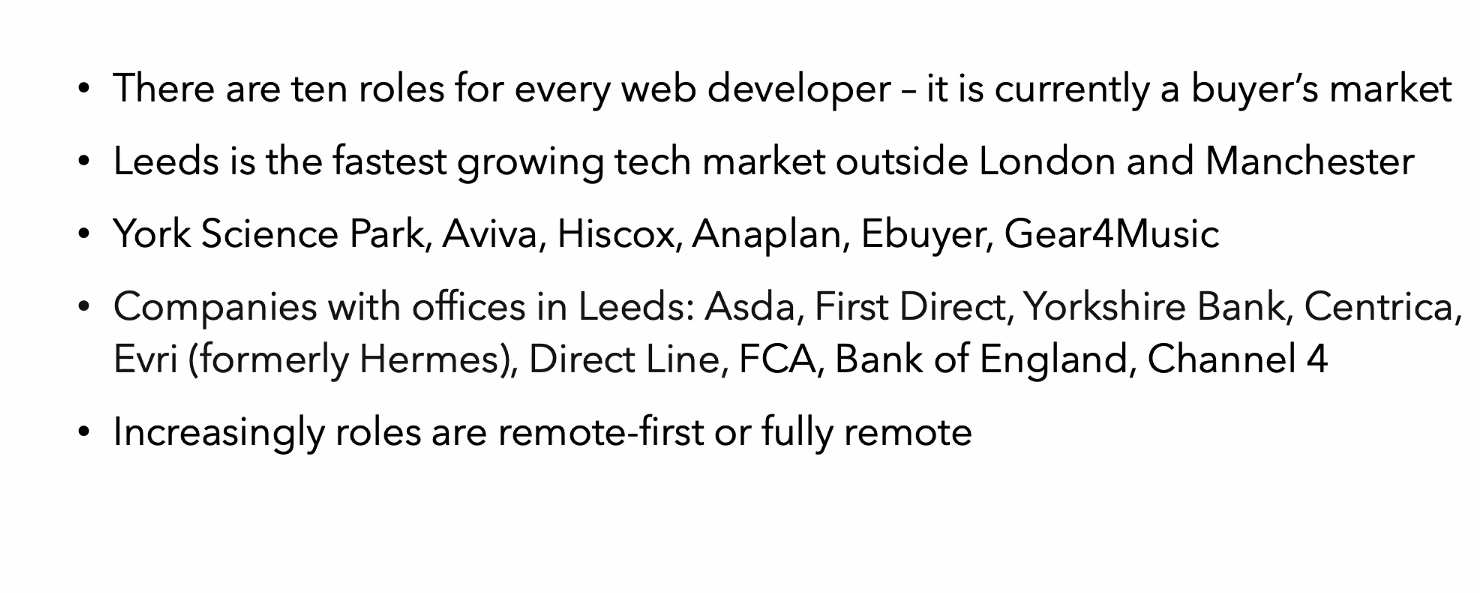 • There are ten roles for every web developer – it is currently a buyer’s market
• Leeds is the fastest growing tech market outside London and Manchester
• York Science Park, Aviva, Hiscox, Anaplan, Ebuyer, Gear4Music
• Companies with offices in Leeds: Asda, First Direct, Yorkshire Bank, Centrica,
Evri (formerly Hermes), Direct Line, FCA, Bank of England, Channel 4
• Increasingly roles are remote-first or fully remote